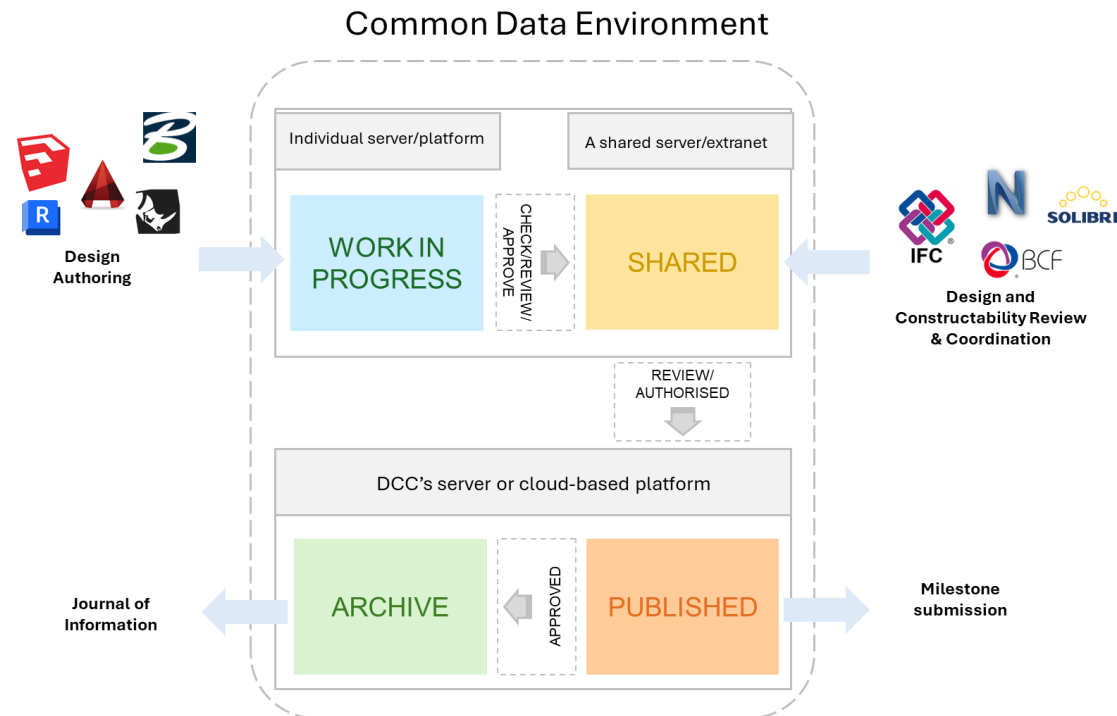 Common Data Environment
Individual server/platform
A shared server/extranet
WORK IN
PROGRESS
CHECK/REVIEW/
APPROVE
SHARED
R
Design
Authoring
N
SOLIBRI
IFC
®
BCF
Design and
Constructability Review
& Coordination
REVIEW/
AUTHORISED
DCC’s server or cloud-based platform
Journal of
Information
ARCHIVE
APPROVED
PUBLISHED
Milestone
submission